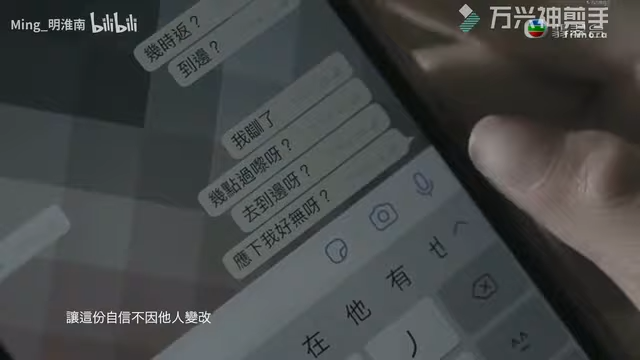 Ming_明淮南 bilibili
万兴神剪手
幾時返？
到邊？
我瞓了
幾點過嚟呀？
去到邊呀？
應下我好無呀？
在 他 有 ㄝ
讓這份自信不因他人變改